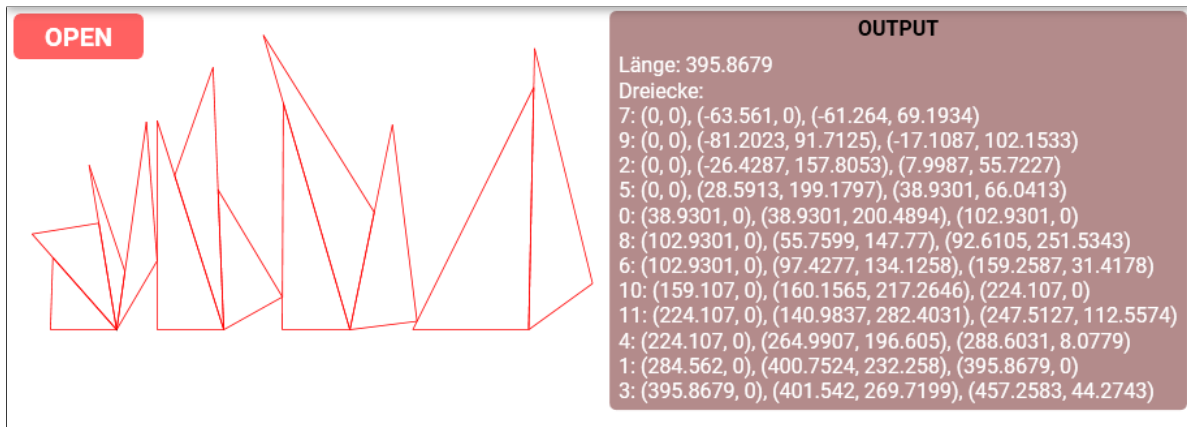 OPEN
OUTPUT
Länge: 395.8679
Dreiecke:
7: (0, 0), (-63.561, 0), (-61.264, 69.1934)
9: (0, 0), (-81.2023, 91.7125), (-17.1087, 102.1533)
2: (0, 0), (-26.4287, 157.8053), (7.9987, 55.7227)
5: (0, 0), (28.5913, 199.1797), (38.9301, 66.0413)
0: (38.9301, 0), (38.9301, 200.4894), (102.9301, 0)
8: (102.9301, 0), (55.7599, 147.77), (92.6105, 251.5343)
6: (102.9301, 0), (97.4277, 134.1258), (159.2587, 31.4178)
10: (159.107, 0), (160.1565, 217.2646), (224.107, 0)
11: (224.107, 0), (140.9837, 282.4031), (247.5127, 112.5574)
4: (224.107, 0), (264.9907, 196.605), (288.6031, 8.0779)
1: (284.562, 0), (400.7524, 232.258), (395.8679, 0)
3: (395.8679, 0), (401.542, 269.7199), (457.2583, 44.2743)